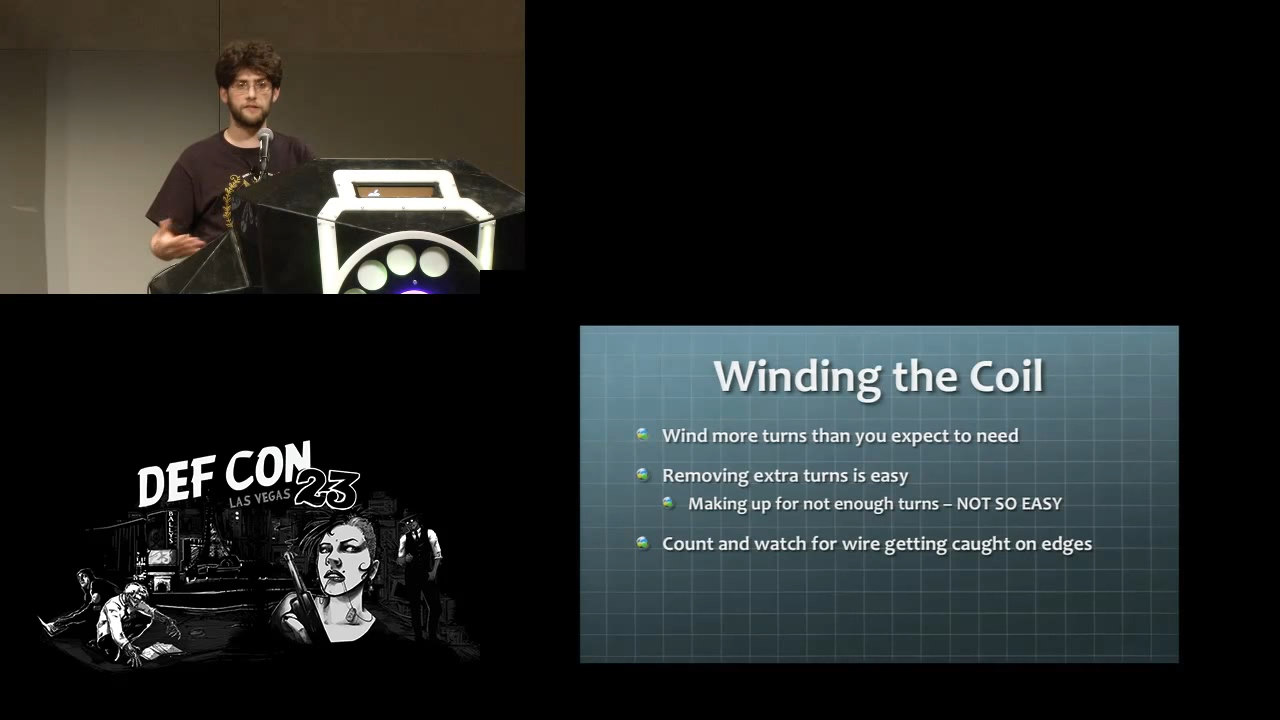 Winding the Coil
Wind more turns than you expect to need
Removing extra turns is easy
Making up for not enough turns – NOT SO EASY
Count and watch for wire getting caught on edges
DEF CON
LAS VEGAS 23
BALLYS